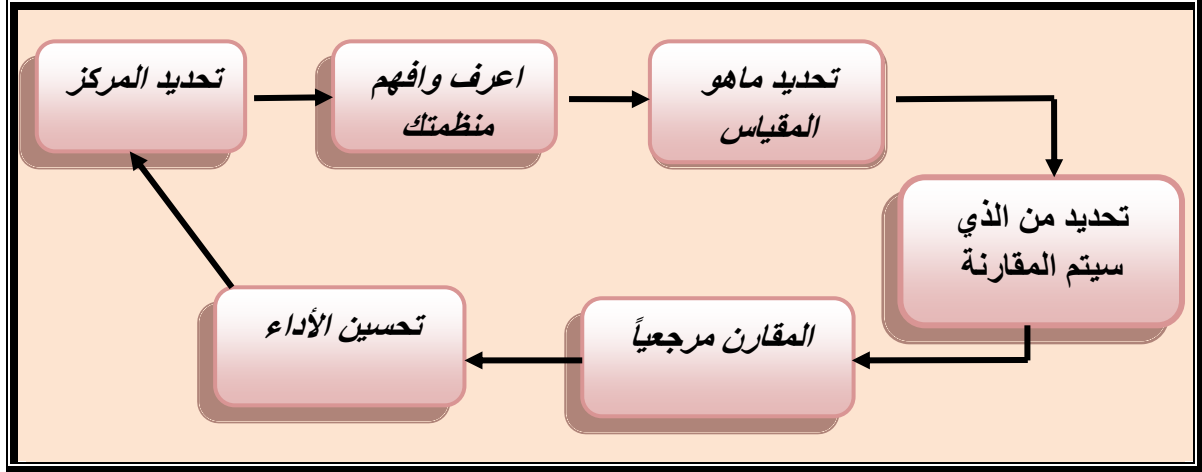 تحديد المركز
اعرف وافهم
منظمتك
تحديد ماهو
المقياس
تحديد من الذي
سيتم المقارنة
المقارن مرجعياً
تحسين الأداء